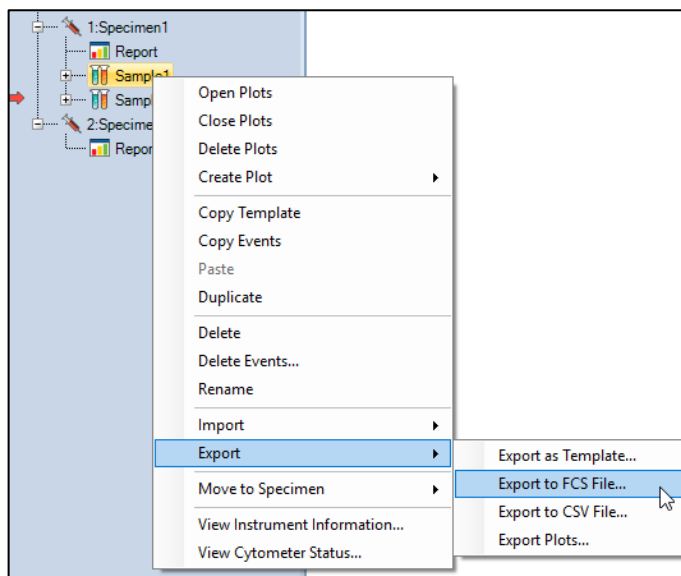 1:Specimen1
Report
Sample1
Samp
2:Specime
Repor
Open Plots
Close Plots
Delete Plots
Create Plot
Copy Template
Copy Events
Paste
Duplicate
Delete
Delete Events...
Rename
Import
Export
Move to Specimen
View Instrument Information...
View Cytometer Status...
Export as Template...
Export to FCS File...
Export to CSV File...
Export Plots...